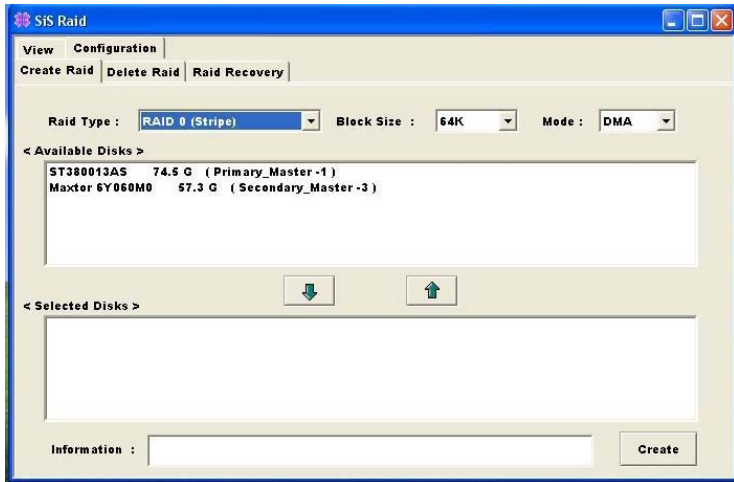 SiS Raid
View Configuration
Create Raid Delete Raid Raid Recovery
Raid Type : RAID 0 (Stripe) Block Size : 64K Mode : DMA
< Available Disks >
ST380013AS 74.5 G ( Primary_Master -1 )
Maxtor 6Y060M0 57.3 G ( Secondary_Master -3 )
< Selected Disks >
Information : Create